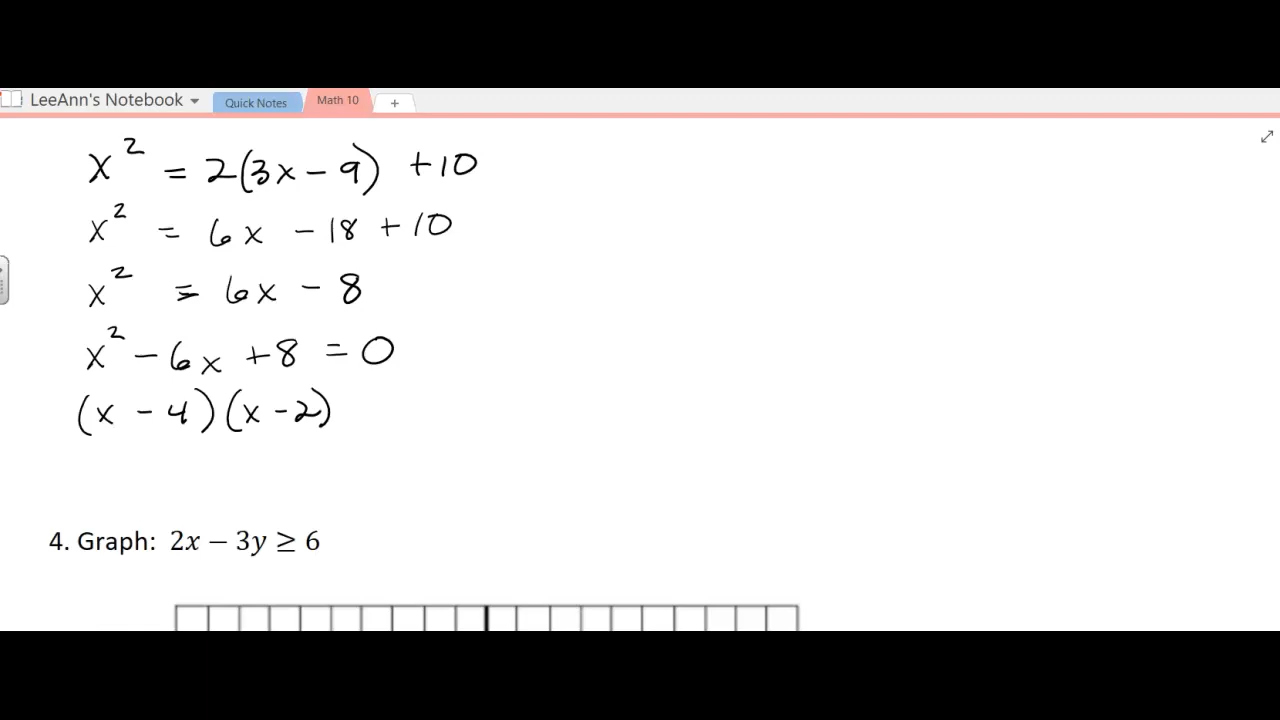 LeeAnn's Notebook
Quick Notes
Math 10
+
x² = 2(3x - 9) + 10
x² = 6x - 18 + 10
x² = 6x - 8
x² - 6x + 8 = 0
(x - 4)(x - 2)
4. Graph: 2x − 3y ≥ 6